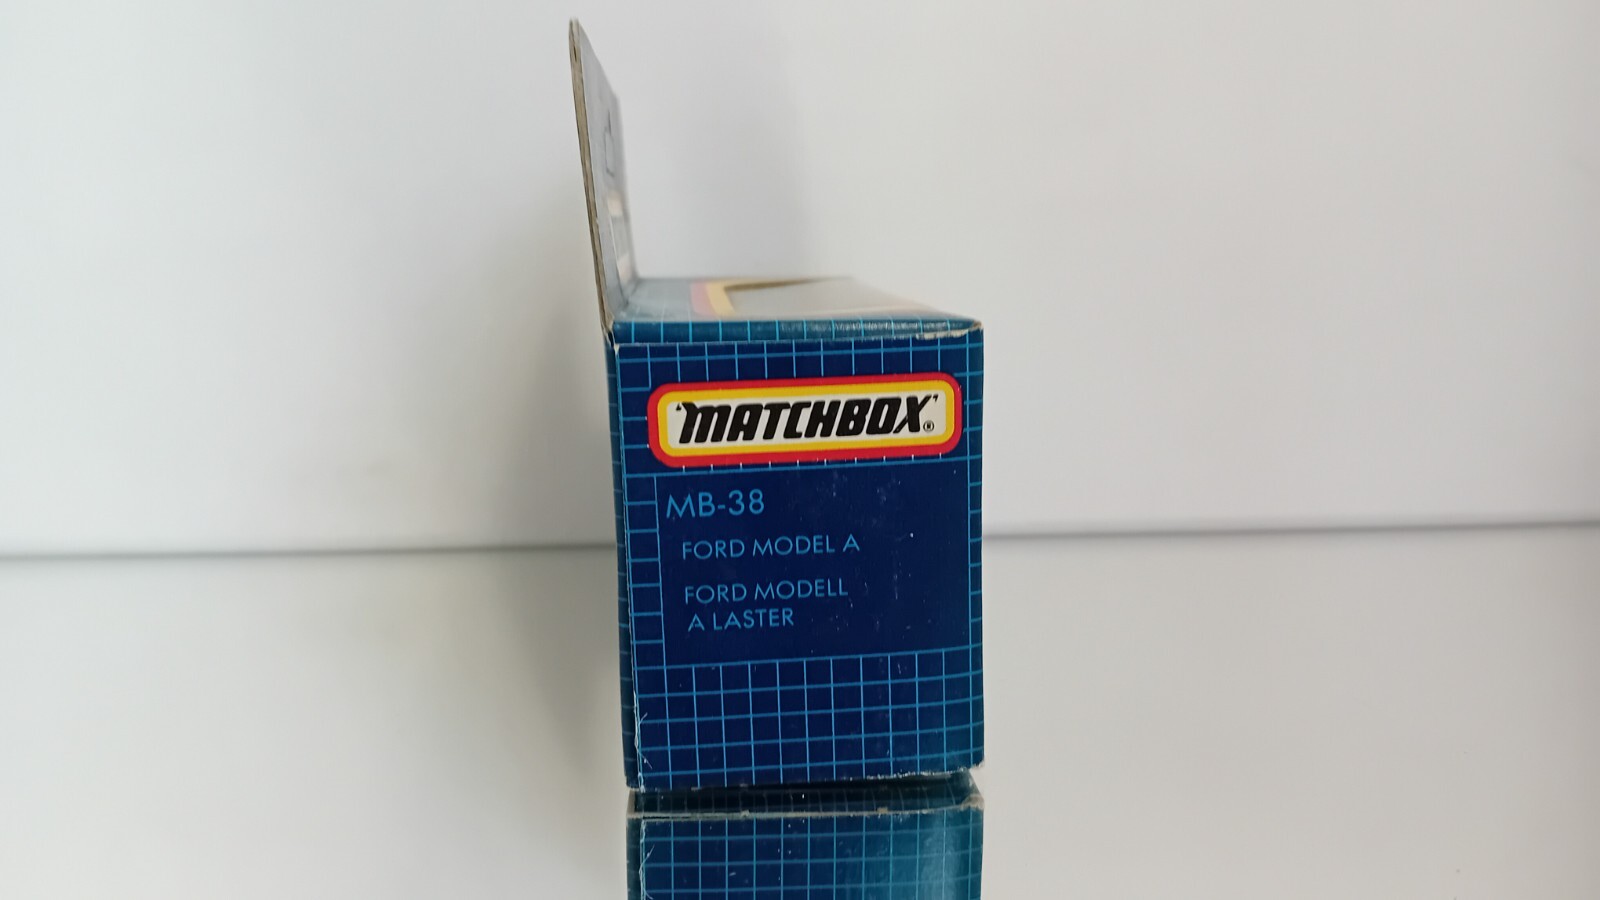 "MATCHBOX"®
MB-38
FORD MODEL A
FORD MODELL
A LASTER